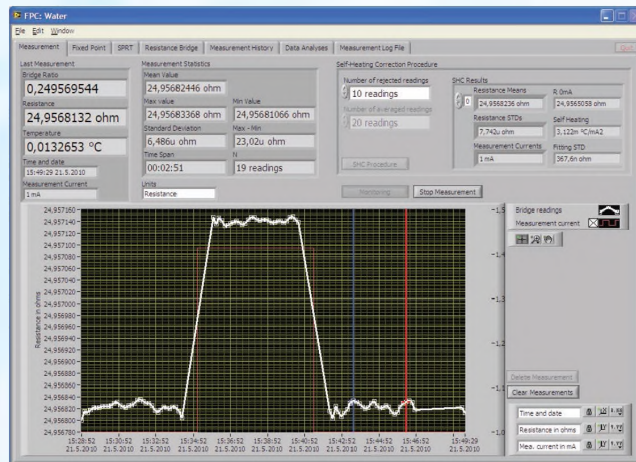 FPC: Water
File Edit Window
Measurement Fixed Point SPRT Resistance Bridge Measurement History Data Analyses Measurement Log File
Last Measurement
Bridge Ratio
0,249569544
Resistance
24,9568132 ohm
Temperature
0,0132653 ºC
Time and date
15:49:29 21.5.2010
Measurement Current
1 mA
Measurement Statistics
Mean Value
24,95682446 ohm
Max value Min Value
24,95683368 ohm 24,95681066 ohm
Standard Deviation Max - Min
6,486u ohm 23,02u ohm
Time Span N
00:02:51 19 readings
Units
Resistance
Self-Heating Correction Procedure
Number of rejected readings
10 readings
Number of averaged readings
20 readings
SHC Procedure
SHC Results
0
Resistance Means R 0mA
24,9568236 ohm 24,9565058 ohm
Resistance STDs Self Heating
7,742u ohm 3,122m ºC/mA2
Measurement Currents Fitting STD
1 mA 367,6n ohm
Monitoring Stop Measurement
Resistance in ohms
24,957160
24,957140
24,957120
24,957100
24,957080
24,957060
24,957040
24,957020
24,957000
24,956980
24,956960
24,956940
24,956920
24,956900
24,956880
24,956860
24,956840
24,956820
24,956800
24,956780
15:28:52 15:30:52 15:32:52 15:34:52 15:36:52 15:38:52 15:40:52 15:42:52 15:44:52 15:46:52 15:49:29
21.5.2010 21.5.2010 21.5.2010 21.5.2010 21.5.2010 21.5.2010 21.5.2010 21.5.2010 21.5.2010 21.5.2010 21.5.2010
1,5
1,4
1,3
1,2
1,1
1,0
Bridge readings
Measurement current
Delete Measurement
Clear Measurements
Time and date
Resistance in ohms
Meas. current in mA